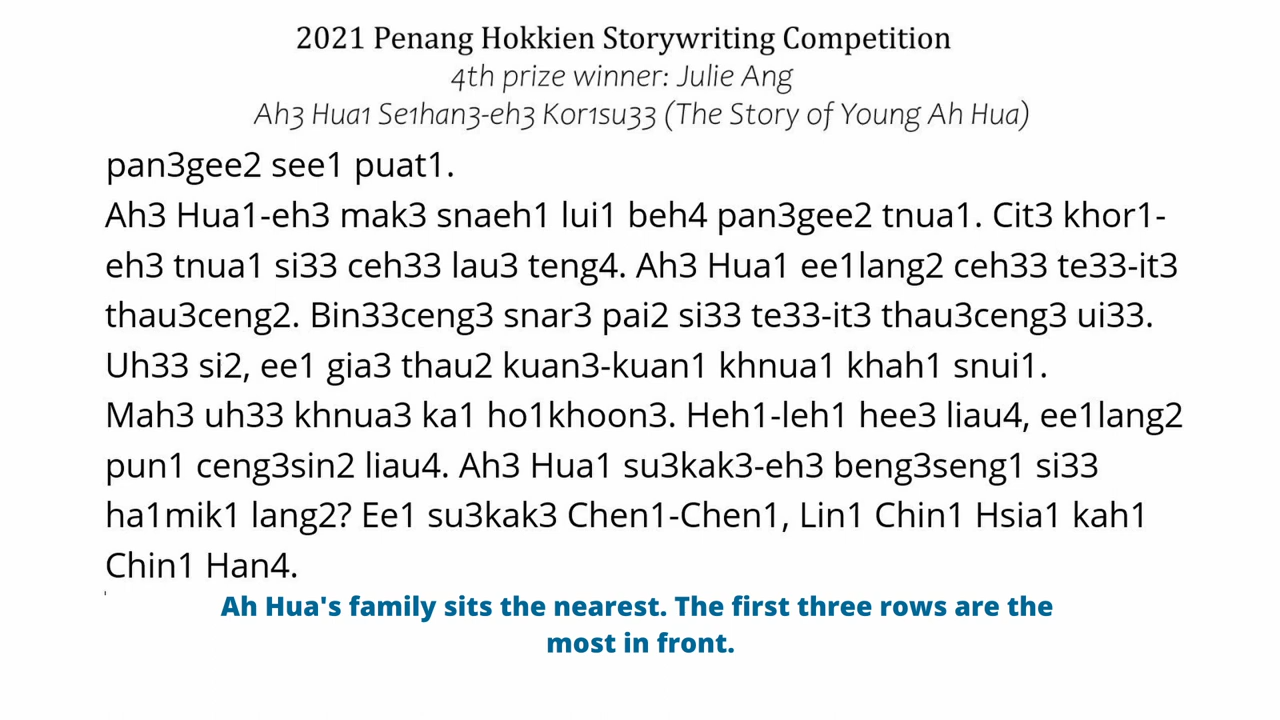 2021 Penang Hokkien Storywriting Competition
4th prize winner: Julie Ang
Ah3 Hua1 Se1han3-eh3 Kor1su33 (The Story of Young Ah Hua)
pan3gee2 see1 puat1.
Ah3 Hua1-eh3 mak3 snaeh1 lui1 beh4 pan3gee2 tnua1. Cit3 khor1-
eh3 tnua1 si33 ceh33 lau3 teng4. Ah3 Hua1 ee1lang2 ceh33 te33-it3
thau3ceng2. Bin33ceng3 snar3 pai2 si33 te33-it3 thau3ceng3 ui33.
Uh33 si2, ee1 gia3 thau2 kuan3-kuan1 khnua1 khah1 snui1.
Mah3 uh33 khnua3 ka1 ho1khoon3. Heh1-leh1 hee3 liau4, ee1lang2
pun1 ceng3sin2 liau4. Ah3 Hua1 su3kak3-eh3 beng3seng1 si33
ha1mik1 lang2? Ee1 su3kak3 Chen1-Chen1, Lin1 Chin1 Hsia1 kah1
Chin1 Han4.
Ah Hua's family sits the nearest. The first three rows are the
most in front.